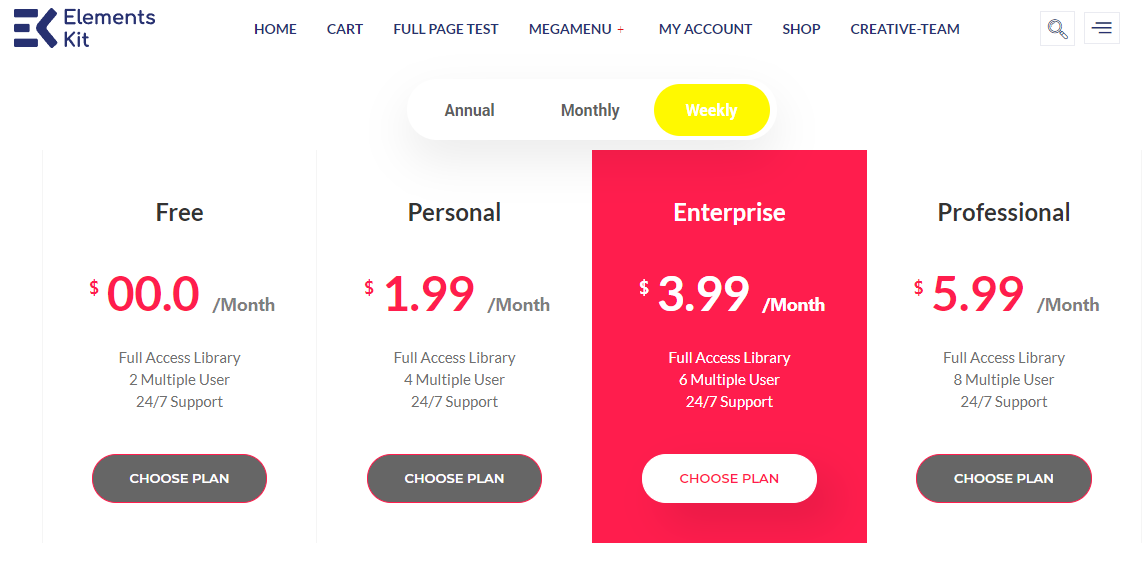 Elements
Kit
HOME CART FULL PAGE TEST MEGAMENU + MY ACCOUNT SHOP CREATIVE-TEAM
Annual Monthly Weekly
Free
$ 00.0 /Month
Full Access Library
2 Multiple User
24/7 Support
CHOOSE PLAN
Personal
$ 1.99 /Month
Full Access Library
4 Multiple User
24/7 Support
CHOOSE PLAN
Enterprise
$ 3.99 /Month
Full Access Library
6 Multiple User
24/7 Support
CHOOSE PLAN
Professional
$ 5.99 /Month
Full Access Library
8 Multiple User
24/7 Support
CHOOSE PLAN